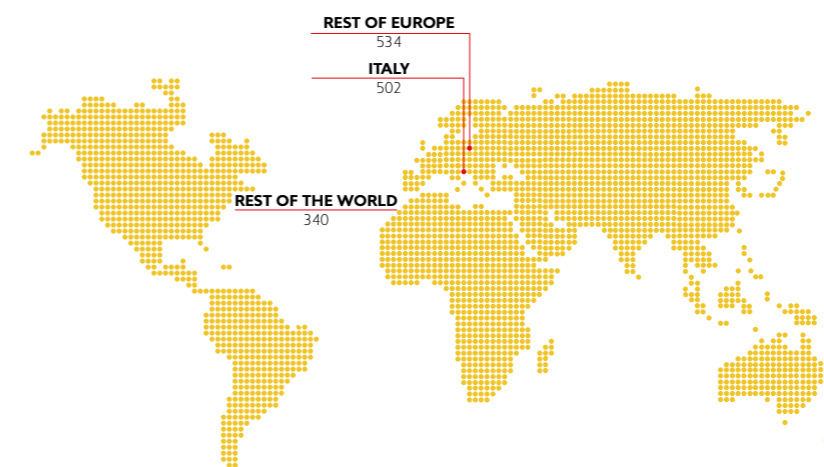 REST OF EUROPE
534
ITALY
502
REST OF THE WORLD
340